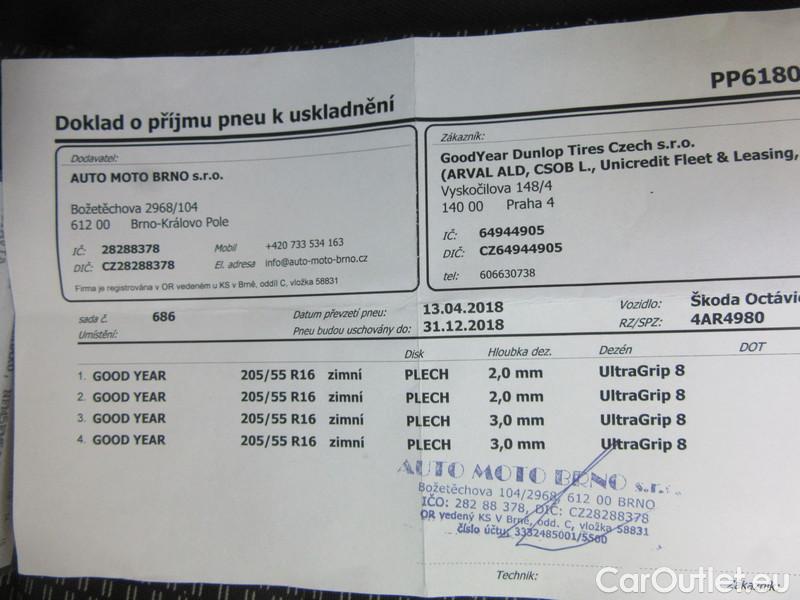 PP6180
Doklad o příjmu pneu k uskladnění
Dodavatel:
AUTO MOTO BRNO s.r.o.
Božetěchova 2968/104
612 00 Brno-Královo Pole
IČ: 28288378 Mobil +420 733 534 163
DIČ: CZ28288378 El. adresa info@auto-moto-brno.cz
Firma je registrována v OR vedeném u KS v Brně, oddíl C, vložka 58831
Zákazník:
GoodYear Dunlop Tires Czech s.r.o.
(ARVAL ALD, CSOB L., Unicredit Fleet & Leasing,
Vyskočilova 148/4
140 00 Praha 4
IČ: 64944905
DIČ: CZ64944905
tel: 606630738
sada č. 686 Datum převzetí pneu: 13.04.2018 Vozidlo: Škoda Octávie
Umístění: Pneu budou uschovány do: 31.12.2018 RZ/SPZ: 4AR4980
Disk Hloubka dez. Dezén DOT
1. GOOD YEAR 205/55 R16 zimní PLECH 2,0 mm UltraGrip 8
2. GOOD YEAR 205/55 R16 zimní PLECH 2,0 mm UltraGrip 8
3. GOOD YEAR 205/55 R16 zimní PLECH 3,0 mm UltraGrip 8
4. GOOD YEAR 205/55 R16 zimní PLECH 3,0 mm UltraGrip 8
AUTO MOTO BRNO s.r.o.
Božetěchova 104/2968, 612 00 BRNO
IČO: 282 88 378, DIČ: CZ28288378
OR vedený KS V Brně, odd. C, vložka 58831
číslo účtu: 3332485001/5500
Technik: Zákazník:
CarOutlet.eu